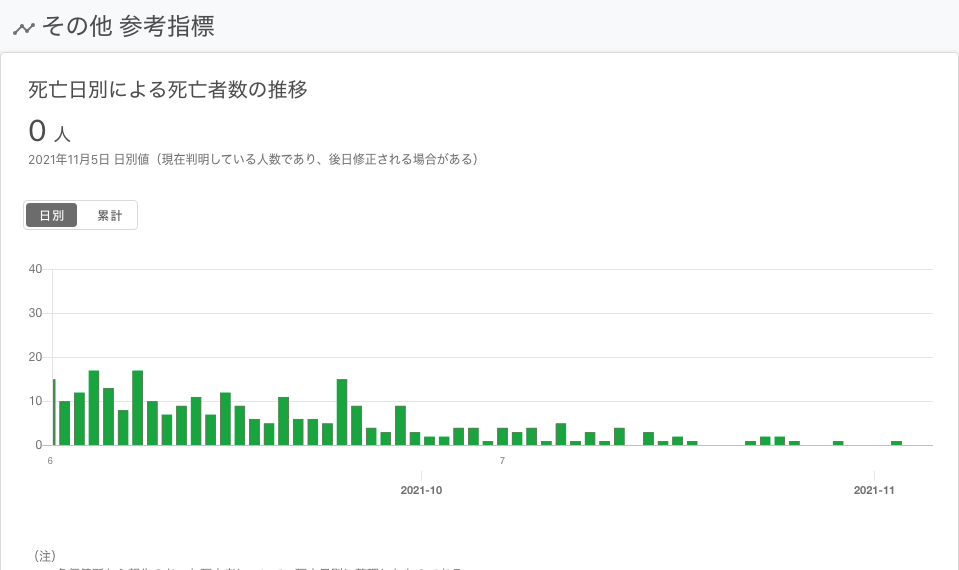 その他 参考指標
死亡日別による死亡者数の推移
0 人
2021年11月5日 日別値（現在判明している人数であり、後日修正される場合がある）
日別 累計
40
30
20
10
0
6 7
2021-10 2021-11
（注）